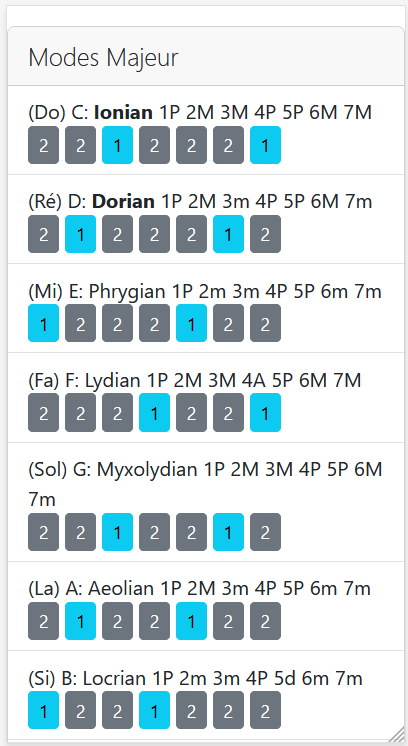 Modes Majeur
(Do) C: Ionian 1P 2M 3M 4P 5P 6M 7M
2 2 1 2 2 2 1
(Ré) D: Dorian 1P 2M 3m 4P 5P 6M 7m
2 1 2 2 2 1 2
(Mi) E: Phrygian 1P 2m 3m 4P 5P 6m 7m
1 2 2 2 1 2 2
(Fa) F: Lydian 1P 2M 3M 4A 5P 6M 7M
2 2 2 1 2 2 1
(Sol) G: Myxolydian 1P 2M 3M 4P 5P 6M
7m
2 2 1 2 2 1 2
(La) A: Aeolian 1P 2M 3m 4P 5P 6m 7m
2 1 2 2 1 2 2
(Si) B: Locrian 1P 2m 3m 4P 5d 6m 7m
1 2 2 1 2 2 2